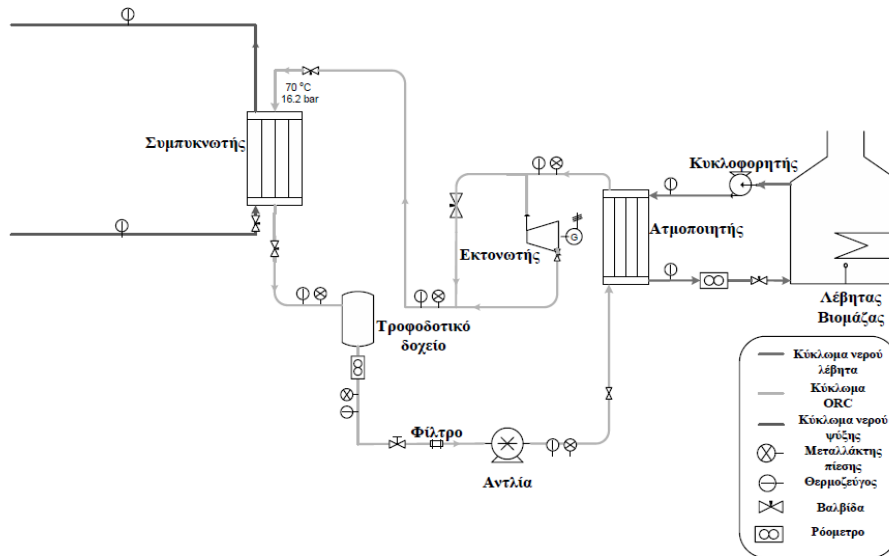 70 °C
16.2 bar
Συμπυκνωτής
Κυκλοφορητής
Ατμοποιητής
G
Εκτονωτής
Λέβητας
Βιομάζας
Τροφοδοτικό
δοχείο
Φίλτρο
Αντλία
Κύκλωμα νερού
λέβητα
Κύκλωμα
ORC
Κύκλωμα νερού
ψύξης
Μεταλλάκτης
πίεσης
Θερμοζεύγος
Βαλβίδα
Ρόομετρο